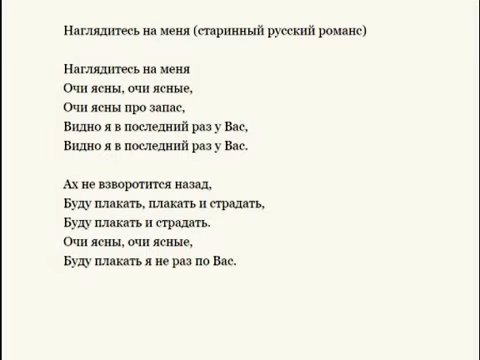 Наглядитесь на меня (старинный русский романс)
Наглядитесь на меня
Очи ясны, очи ясные,
Очи ясны про запас,
Видно я в последний раз у Вас,
Видно я в последний раз у Вас.
Ах не взворотится назад,
Буду плакать, плакать и страдать,
Буду плакать и страдать.
Очи ясны, очи ясные,
Буду плакать я не раз по Вас.